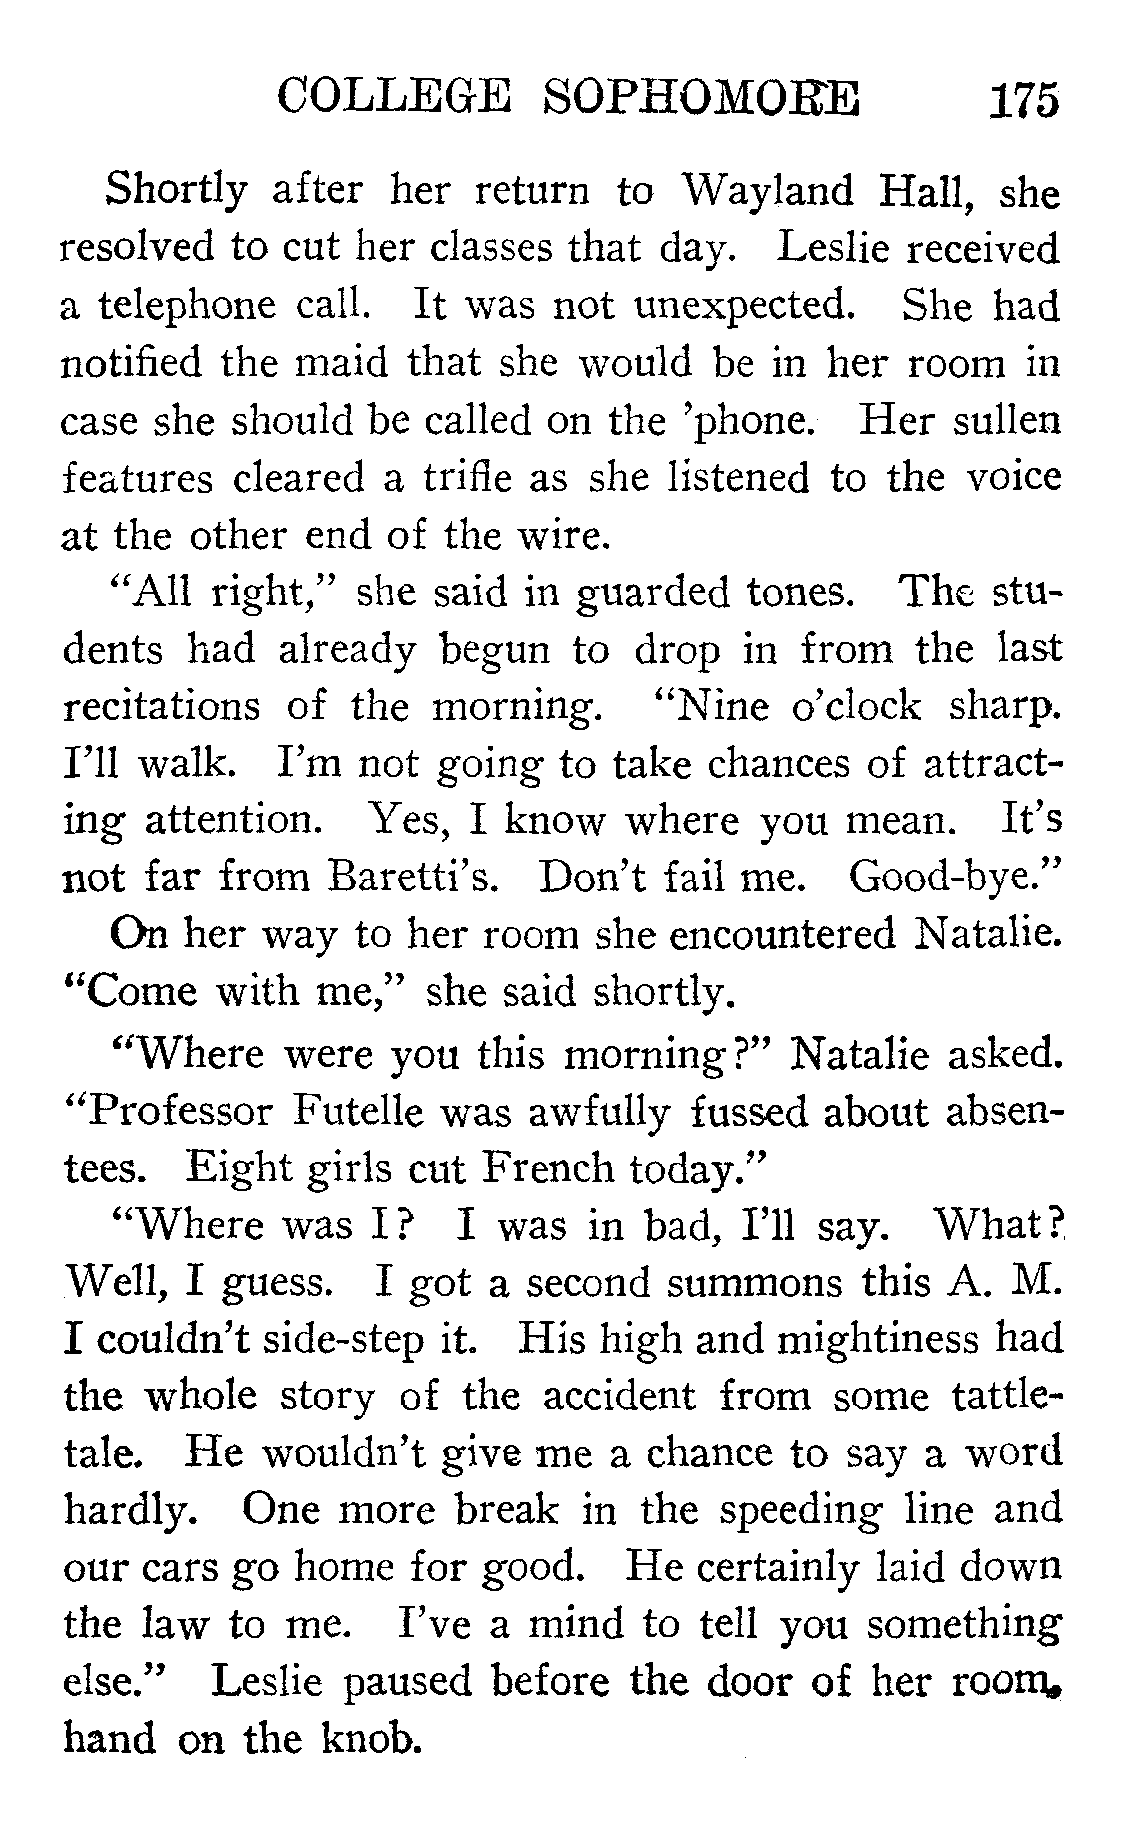 COLLEGE SOPHOMORE 175
Shortly after her return to Wayland Hall, she
resolved to cut her classes that day. Leslie received
a telephone call. It was not unexpected. She had
notified the maid that she would be in her room in
case she should be called on the ’phone. Her sullen
features cleared a trifle as she listened to the voice
at the other end of the wire.
“All right,” she said in guarded tones. The stu-
dents had already begun to drop in from the last
recitations of the morning. “Nine o’clock sharp.
I’ll walk. I’m not going to take chances of attract-
ing attention. Yes, I know where you mean. It’s
not far from Baretti’s. Don’t fail me. Good-bye.”
On her way to her room she encountered Natalie.
“Come with me,” she said shortly.
“Where were you this morning?” Natalie asked.
“Professor Futelle was awfully fussed about absen-
tees. Eight girls cut French today.”
“Where was I? I was in bad, I’ll say. What?
Well, I guess. I got a second summons this A. M.
I couldn’t side-step it. His high and mightiness had
the whole story of the accident from some tattle-
tale. He wouldn’t give me a chance to say a word
hardly. One more break in the speeding line and
our cars go home for good. He certainly laid down
the law to me. I’ve a mind to tell you something
else.” Leslie paused before the door of her room,
hand on the knob.